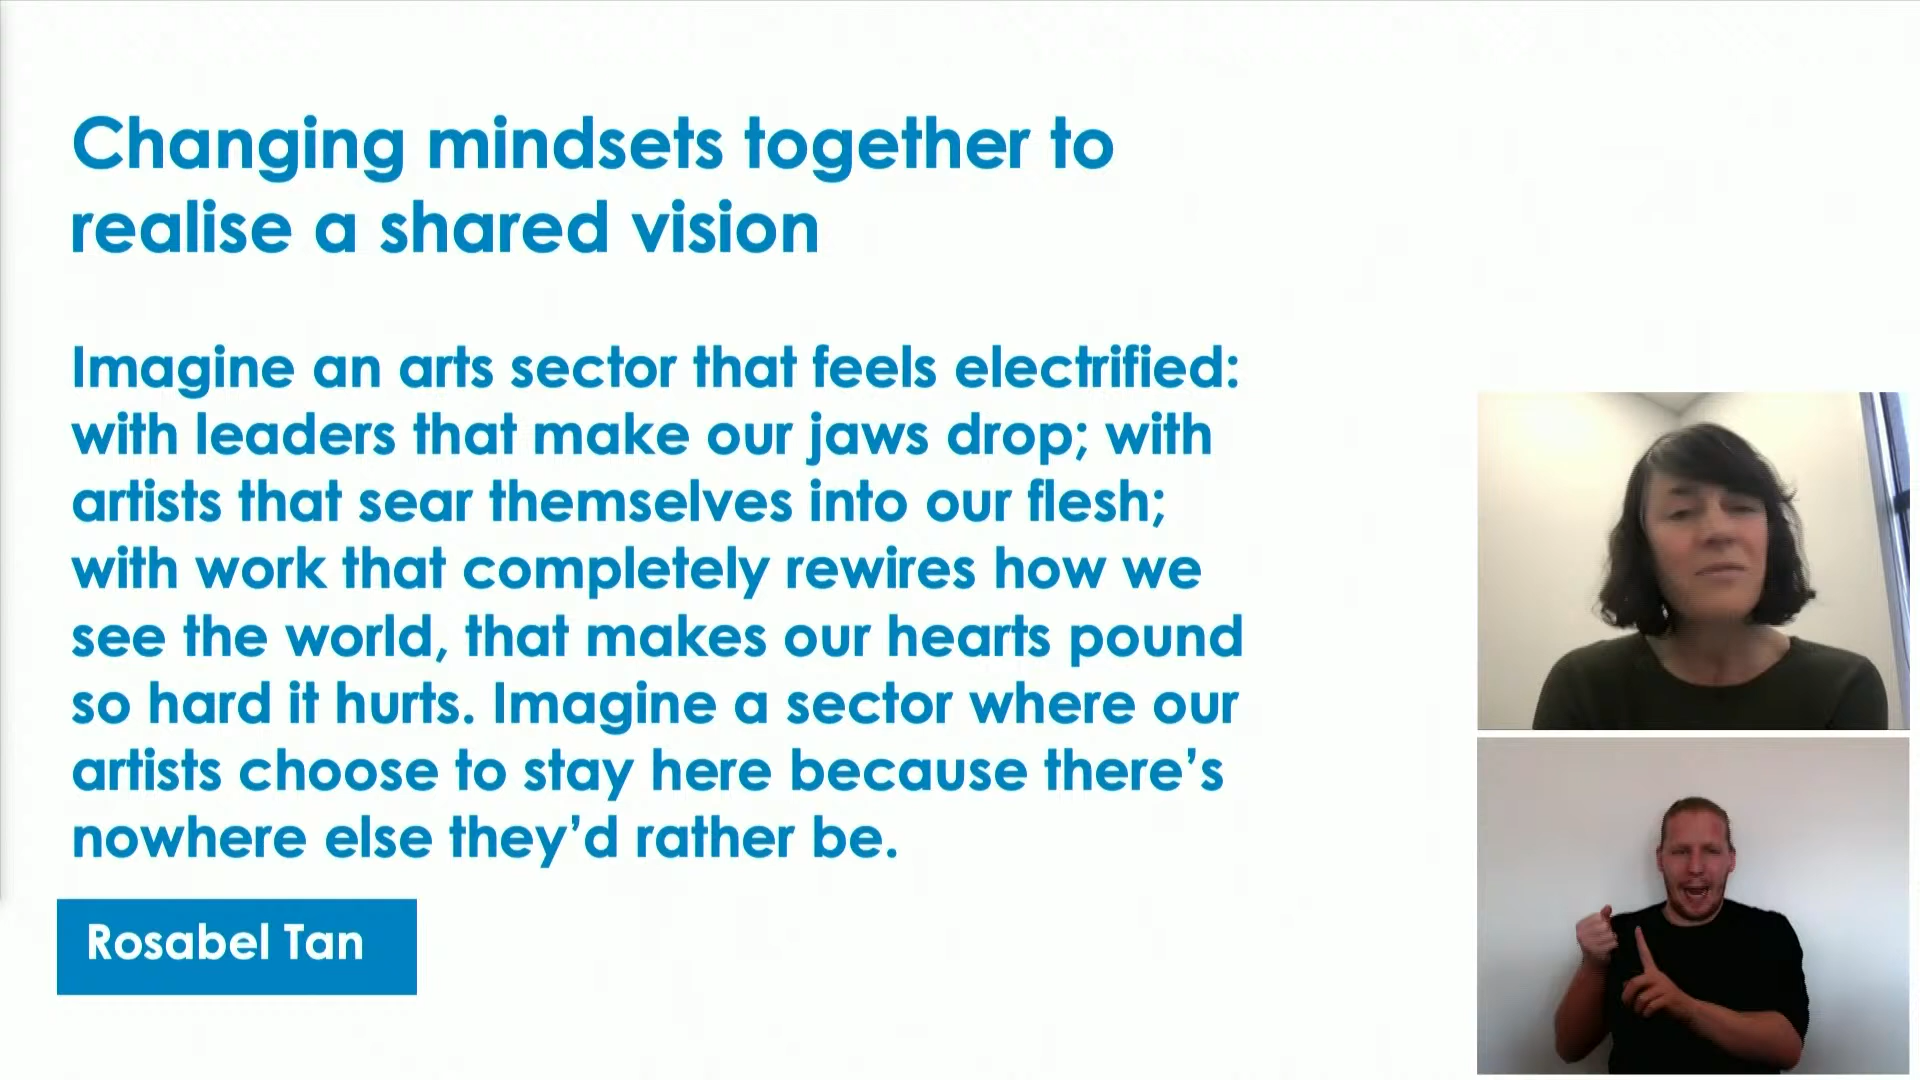 Changing mindsets together to
realise a shared vision
Imagine an arts sector that feels electrified:
with leaders that make our jaws drop; with
artists that sear themselves into our flesh;
with work that completely rewires how we
see the world, that makes our hearts pound
so hard it hurts. Imagine a sector where our
artists choose to stay here because there’s
nowhere else they’d rather be.
Rosabel Tan